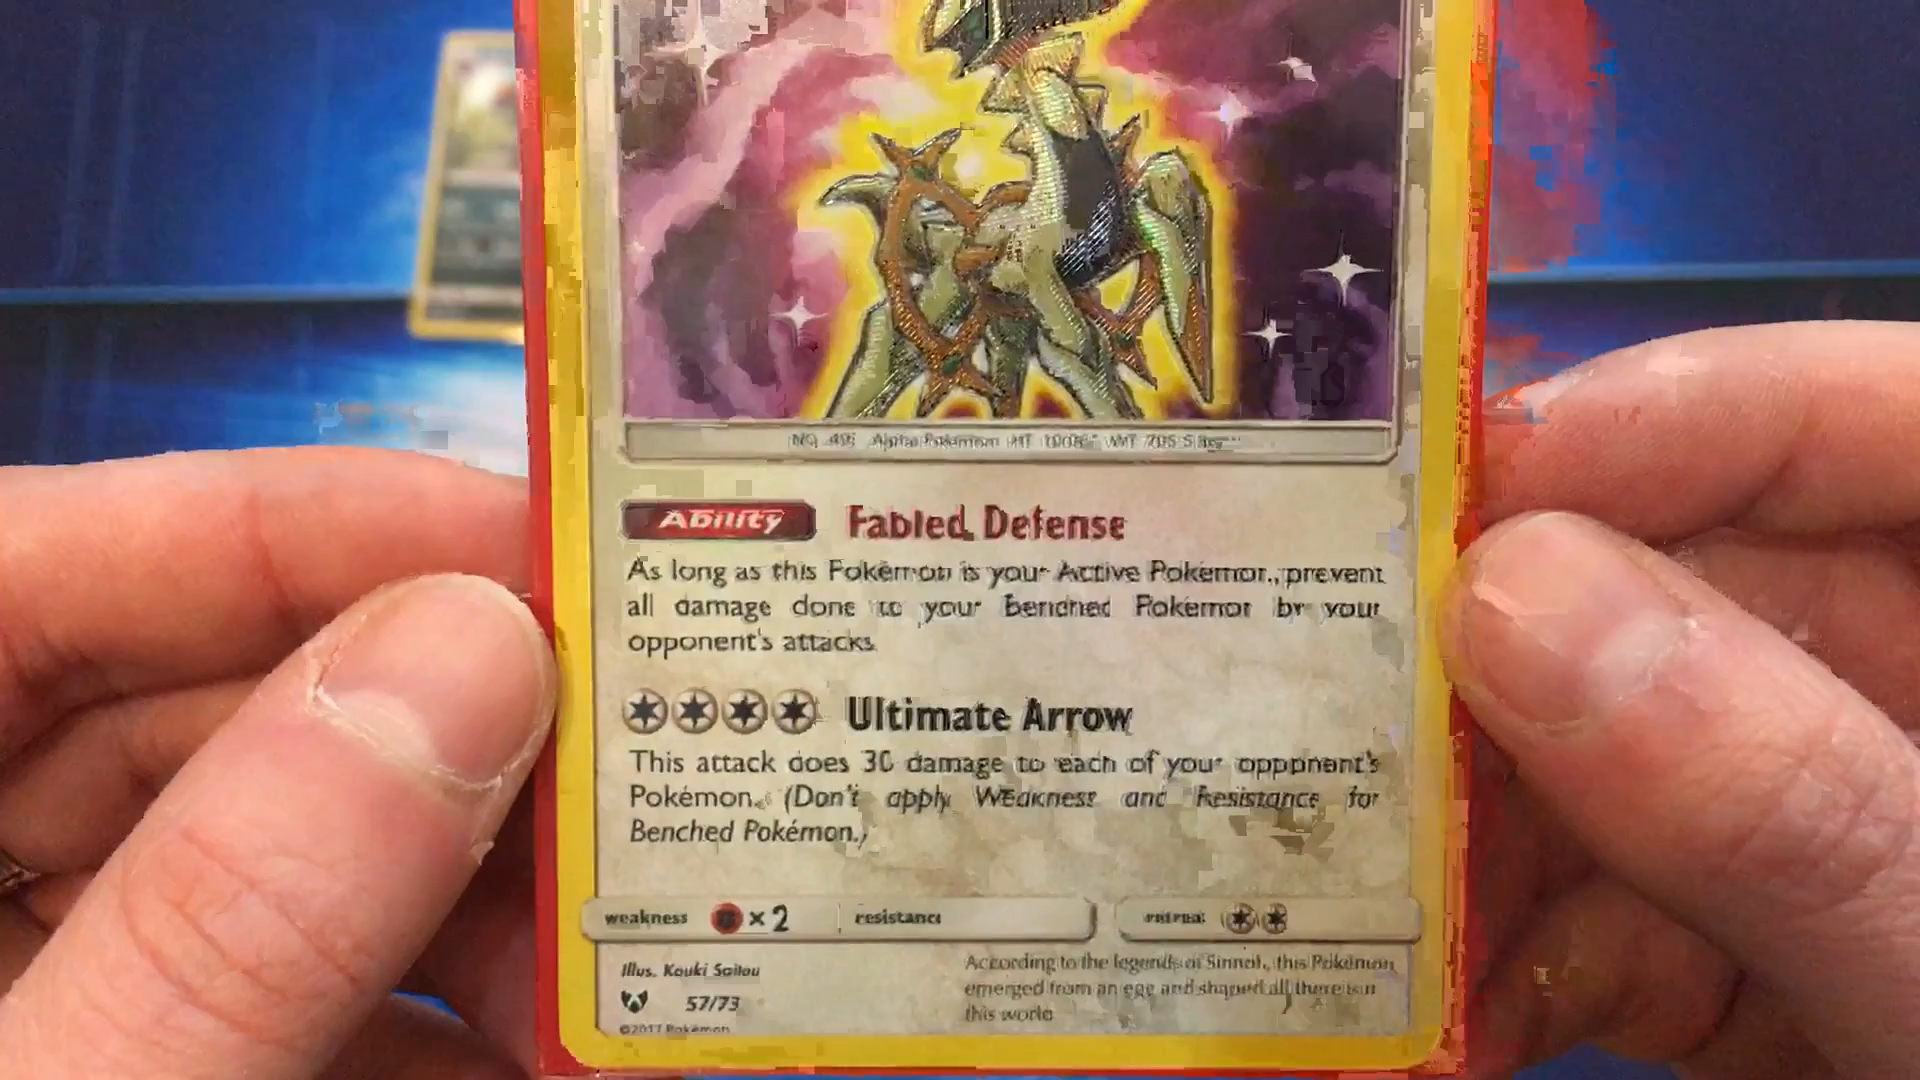 Alpha Pokémon
Ability Fabled Defense
As long as this Pokémon is your Active Pokémon, prevent
all damage done to your Benched Pokémon by your
opponent's attacks.
Ultimate Arrow
This attack does 30 damage to each of your opponent's
Pokémon. (Don't apply Weakness and Resistance for
Benched Pokémon.)
weakness ×2 resistance retreat
Illus. Kouki Saitou
57/73
©2017 Pokémon
According to the legends of Sinnoh, this Pokémon
emerged from an egg and shaped all there is in
this world.